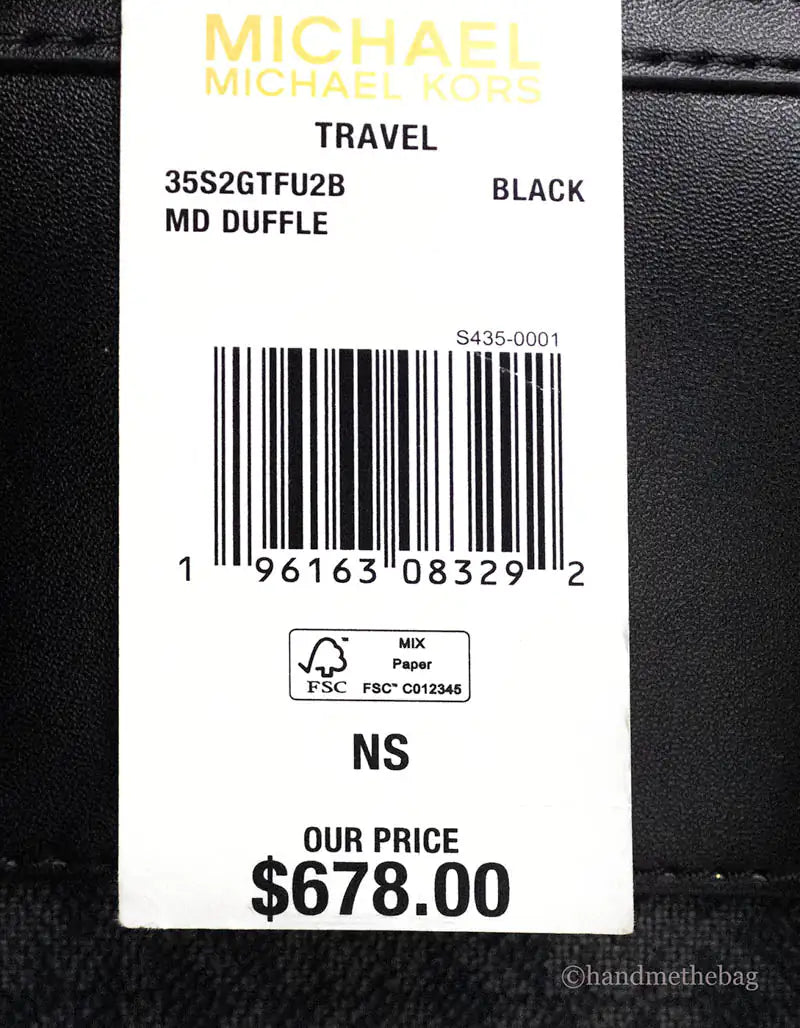 MICHAEL
MICHAEL KORS
TRAVEL
35S2GTFU2B BLACK
MD DUFFLE
S435-0001
1 96163 08329 2
MIX
Paper
FSC™ FSC™ C012345
NS
OUR PRICE
$678.00
©handmethebag